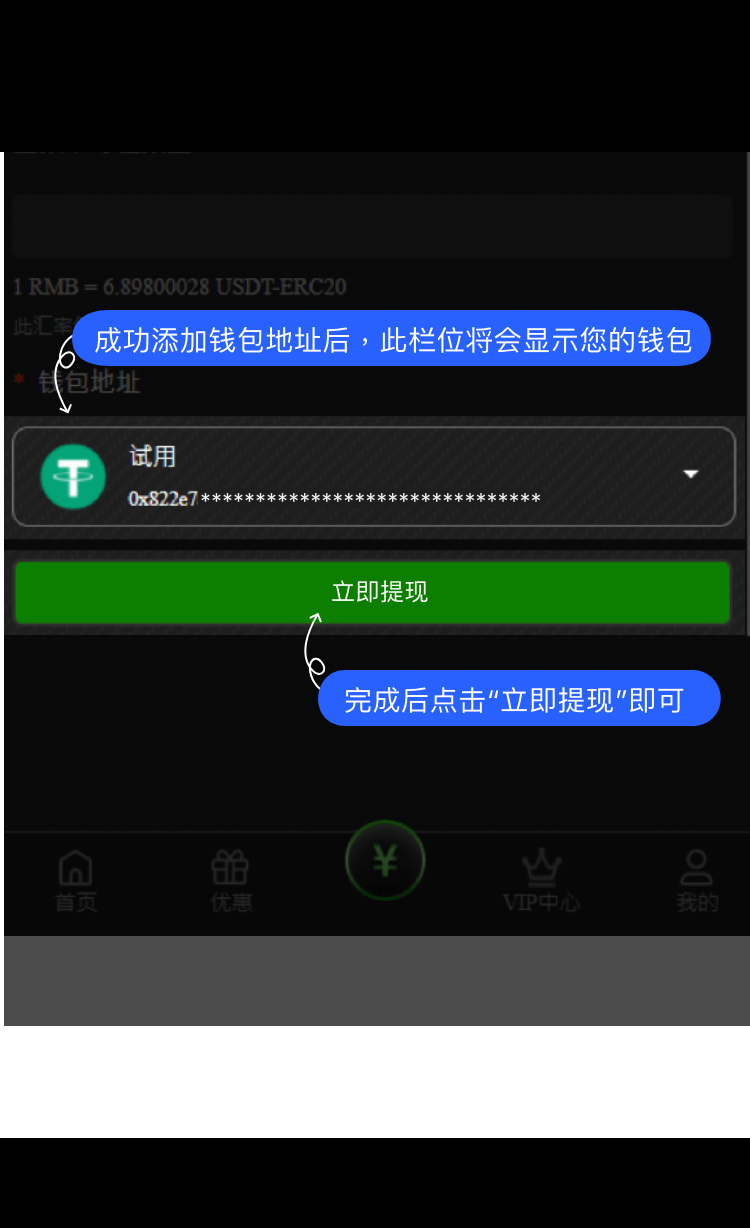 1 RMB = 6.89800028 USDT-ERC20
此汇率
成功添加钱包地址后，此栏位将会显示您的钱包
* 钱包地址
试用
0x822e7*******************************
立即提现
完成后点击“立即提现”即可
¥
首页 优惠 VIP中心 我的